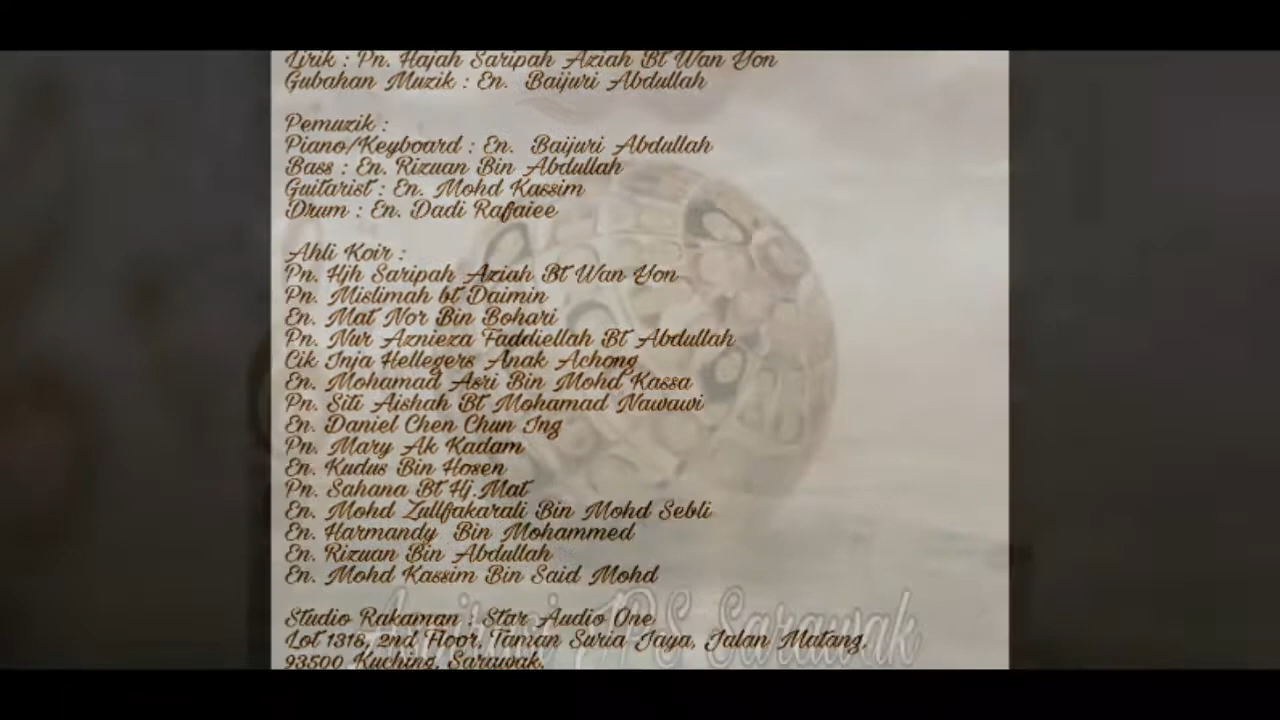 Lirik : Pn. Hajah Saripah Aziah Bt Wan Yon
Gubahan Muzik : En. Baijuri Abdullah
Pemuzik :
Piano/Keyboard : En. Baijuri Abdullah
Bass : En. Rizuan Bin Abdullah
Guitarist : En. Mohd Kassim
Drum : En. Dadi Rafaiee
Ahli Koir :
Pn. Hjh Saripah Aziah Bt Wan Yon
Pn. Mislimah bt Daimin
En. Mat Nor Bin Bohari
Pn. Nur Aznieza Faddiellah Bt Abdullah
Cik Inja Hellegers Anak Achong
En. Mohamad Asri Bin Mohd Kassa
Pn. Siti Aishah Bt Mohamad Nawawi
En. Daniel Chen Chun Ing
Pn. Mary Ak Kadam
En. Kudus Bin Hosen
Pn. Sahana Bt Hj.Mat
En. Mohd Zullfakarali Bin Mohd Sebli
En. Harmandy Bin Mohammed
En. Rizuan Bin Abdullah
En. Mohd Kassim Bin Said Mohd
Studio Rakaman : Star Audio One
JPS Sarawak
Lot 1318, 2nd Floor, Taman Suria Jaya, Jalan Matang,
93500 Kuching, Sarawak.